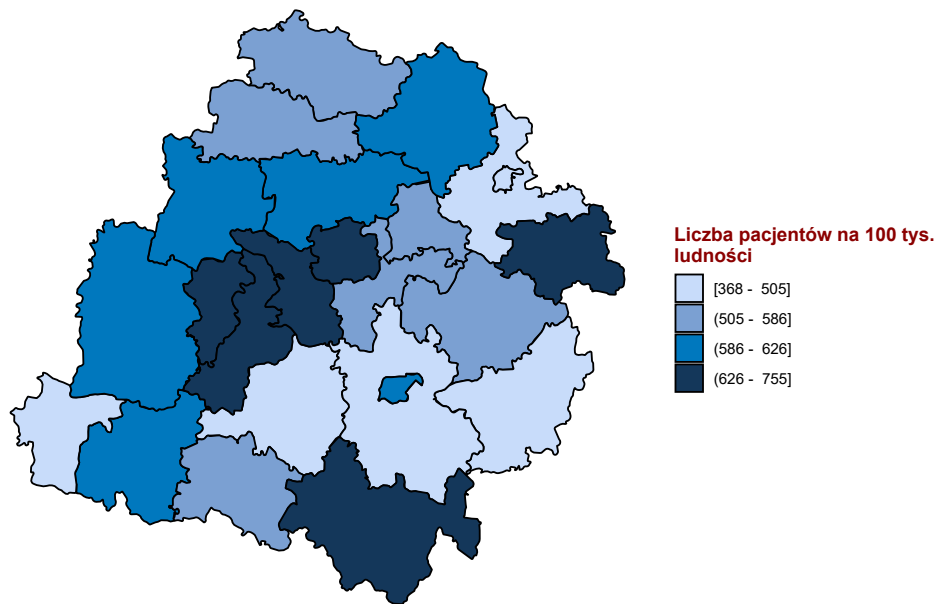 Liczba pacjentów na 100 tys.
ludności
[368 - 505]
(505 - 586]
(586 - 626]
(626 - 755]